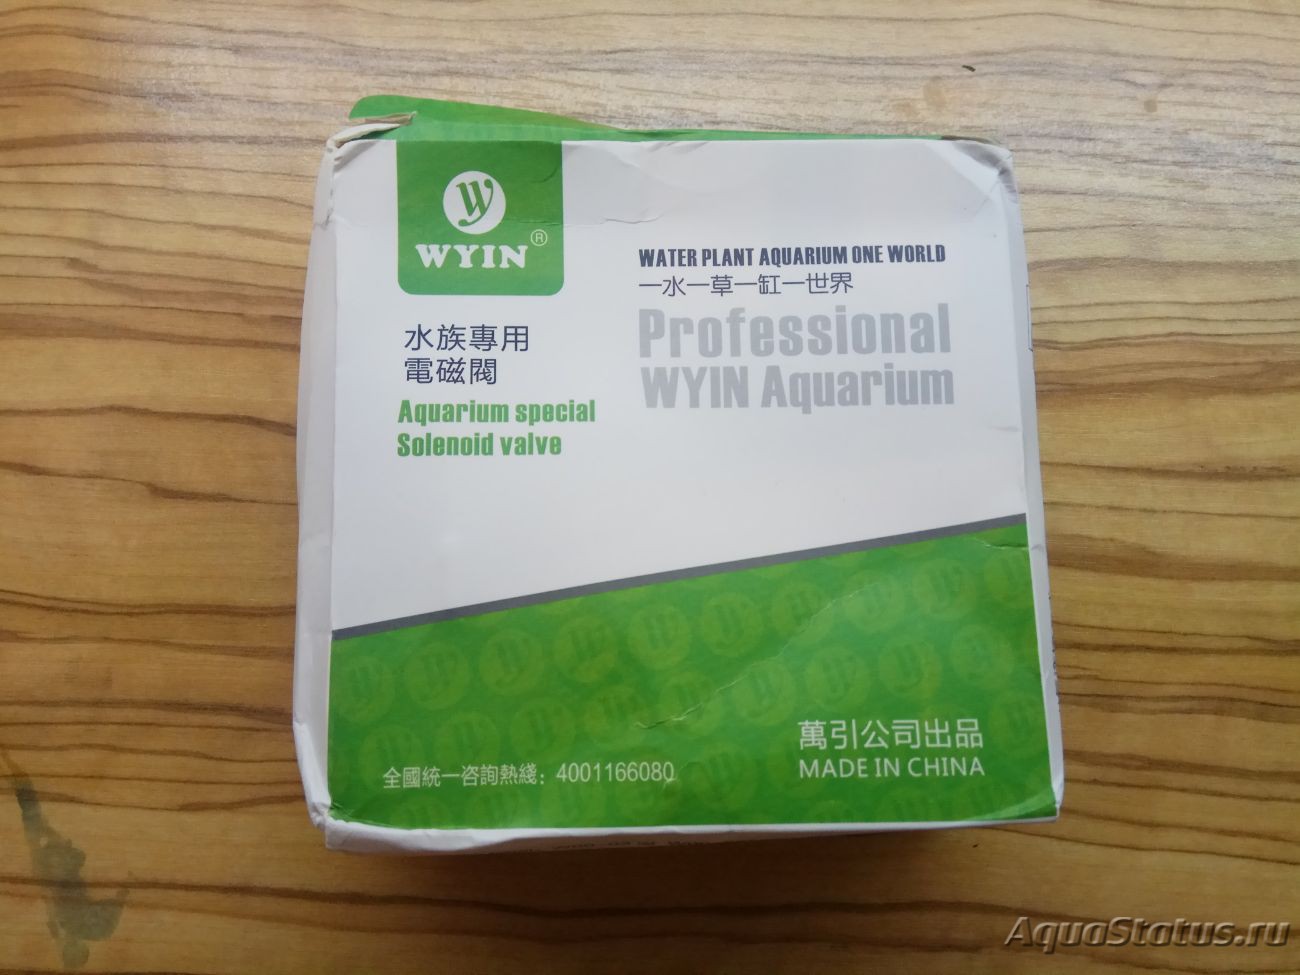 WYIN®
水族專用
電磁閥
Aquarium special
Solenoid valve
WATER PLANT AQUARIUM ONE WORLD
一水一草一缸一世界
Professional
WYIN Aquarium
全國統一咨詢熱綫：4001166080
萬引公司出品
MADE IN CHINA
AquaStatus.ru